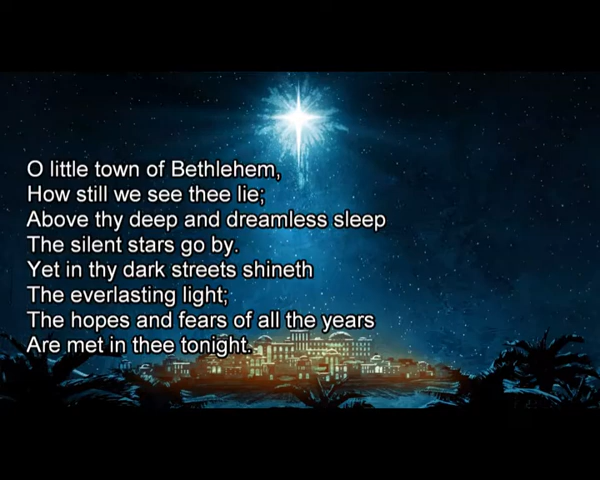 O little town of Bethlehem,
How still we see thee lie;
Above thy deep and dreamless sleep
The silent stars go by.
Yet in thy dark streets shineth
The everlasting light;
The hopes and fears of all the years
Are met in thee tonight.